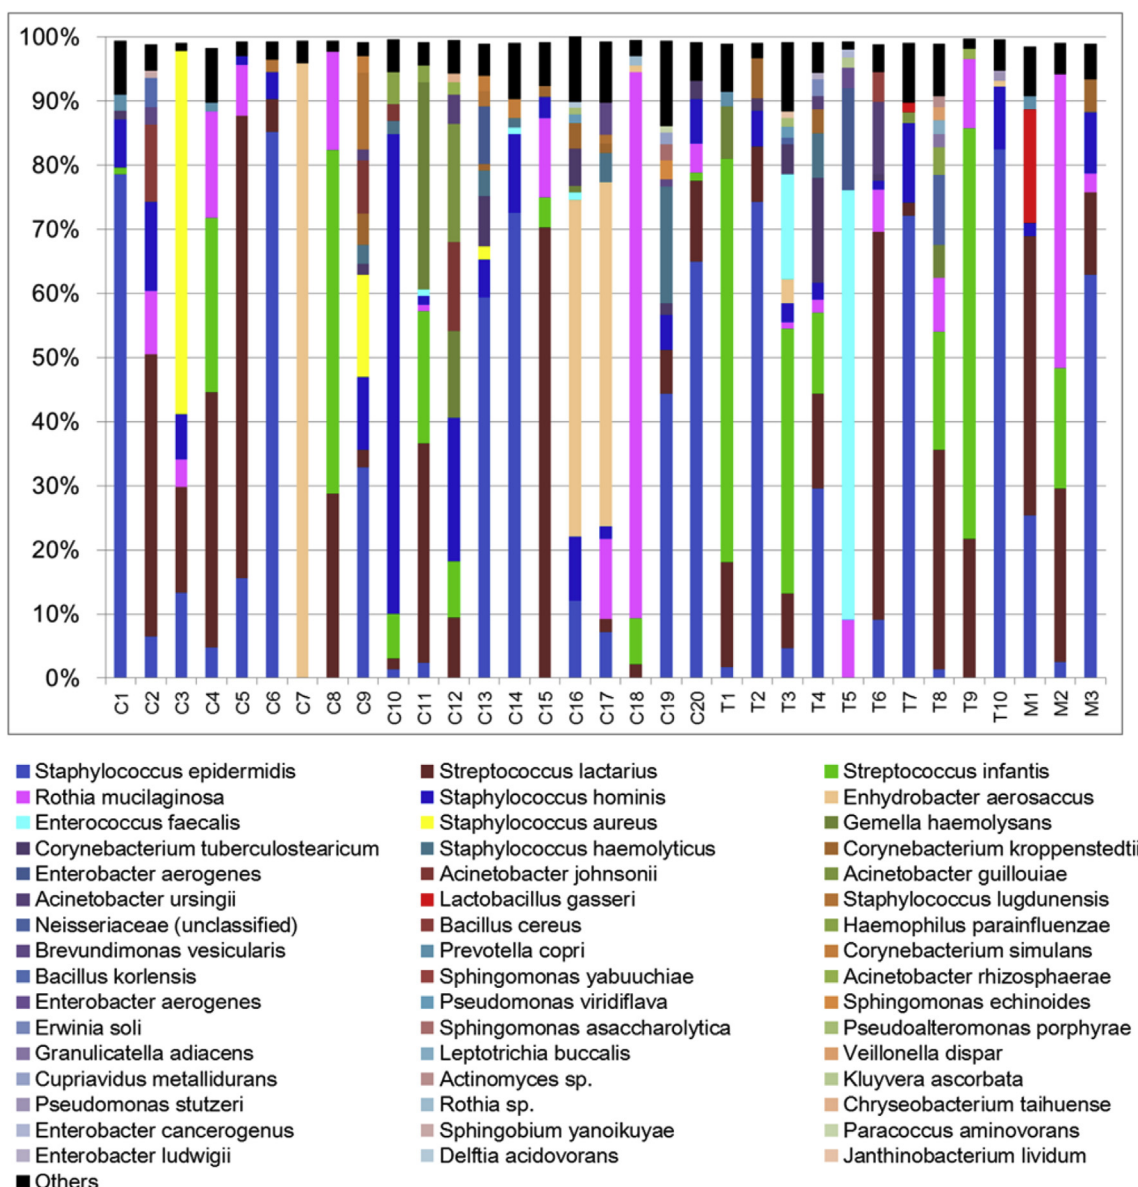 100%
90%
80%
70%
60%
50%
40%
30%
20%
10%
0%
C1 C2 C3 C4 C5 C6 C7 C8 C9 C10 C11 C12 C13 C14 C15 C16 C17 C18 C19 C20 T1 T2 T3 T4 T5 T6 T7 T8 T9 T10 M1 M2 M3
Staphylococcus epidermidis Streptococcus lactarius Streptococcus infantis
Rothia mucilaginosa Staphylococcus hominis Enhydrobacter aerosaccus
Enterococcus faecalis Staphylococcus aureus Gemella haemolysans
Corynebacterium tuberculostearicum Staphylococcus haemolyticus Corynebacterium kroppenstedtii
Enterobacter aerogenes Acinetobacter johnsonii Acinetobacter guillouiae
Acinetobacter ursingii Lactobacillus gasseri Staphylococcus lugdunensis
Neisseriaceae (unclassified) Bacillus cereus Haemophilus parainfluenzae
Brevundimonas vesicularis Prevotella copri Corynebacterium simulans
Bacillus korlensis Sphingomonas yabuuchiae Acinetobacter rhizosphaerae
Enterobacter aerogenes Pseudomonas viridiflava Sphingomonas echinoides
Erwinia soli Sphingomonas asaccharolytica Pseudoalteromonas porphyrae
Granulicatella adiacens Leptotrichia buccalis Veillonella dispar
Cupriavidus metallidurans Actinomyces sp. Kluyvera ascorbata
Pseudomonas stutzeri Rothia sp. Chryseobacterium taihuense
Enterobacter cancerogenus Sphingobium yanoikuyae Paracoccus aminovorans
Enterobacter ludwigii Delftia acidovorans Janthinobacterium lividum
Others